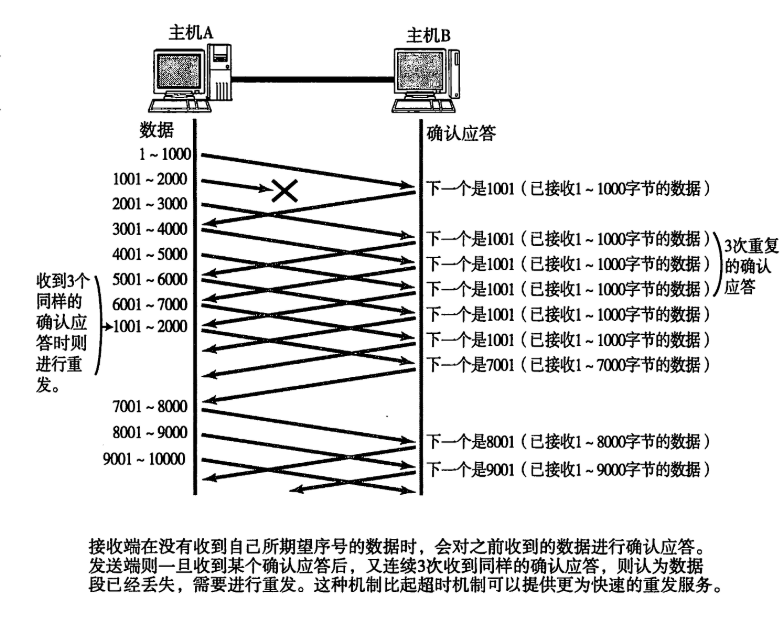 主机A
主机B
数据
确认应答
1~1000
1001~2000
2001~3000
3001~4000
4001~5000
5001~6000
6001~7000
1001~2000
7001~8000
8001~9000
9001~10000
收到3个
同样的
确认应
答时则
进行重
发。
下一个是1001(已接收1~1000字节的数据)
下一个是1001(已接收1~1000字节的数据)
下一个是1001(已接收1~1000字节的数据)
下一个是1001(已接收1~1000字节的数据)
下一个是1001(已接收1~1000字节的数据)
下一个是1001(已接收1~1000字节的数据)
下一个是7001(已接收1~7000字节的数据)
下一个是8001(已接收1~8000字节的数据)
下一个是9001(已接收1~9000字节的数据)
3次重复
的确认
应答
接收端在没有收到自己所期望序号的数据时,会对之前收到的数据进行确认应答。
发送端则一旦收到某个确认应答后,又连续3次收到同样的确认应答,则认为数据
段已经丢失,需要进行重发。这种机制比起超时机制可以提供更为快速的重发服务。